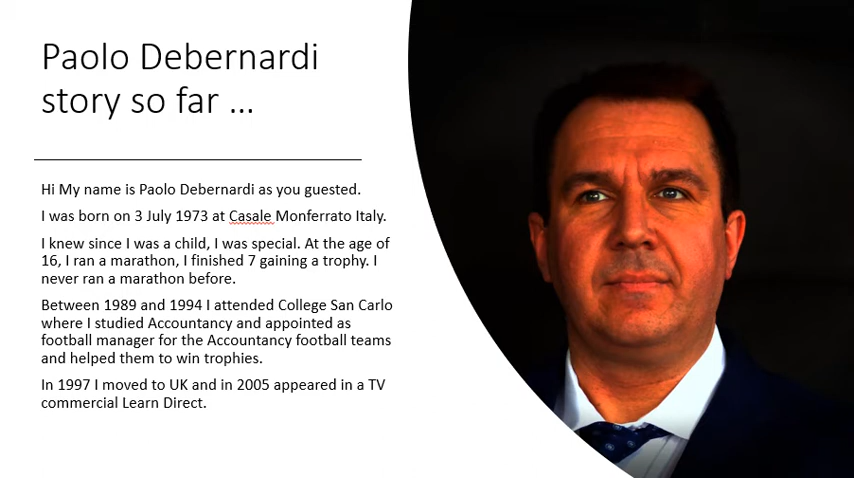 Paolo Debernardi
story so far ...
Hi My name is Paolo Debernardi as you guested.
I was born on 3 July 1973 at Casale Monferrato Italy.
I knew since I was a child, I was special. At the age of
16, I ran a marathon, I finished 7 gaining a trophy. I
never ran a marathon before.
Between 1989 and 1994 I attended College San Carlo
where I studied Accountancy and appointed as
football manager for the Accountancy football teams
and helped them to win trophies.
In 1997 I moved to UK and in 2005 appeared in a TV
commercial Learn Direct.